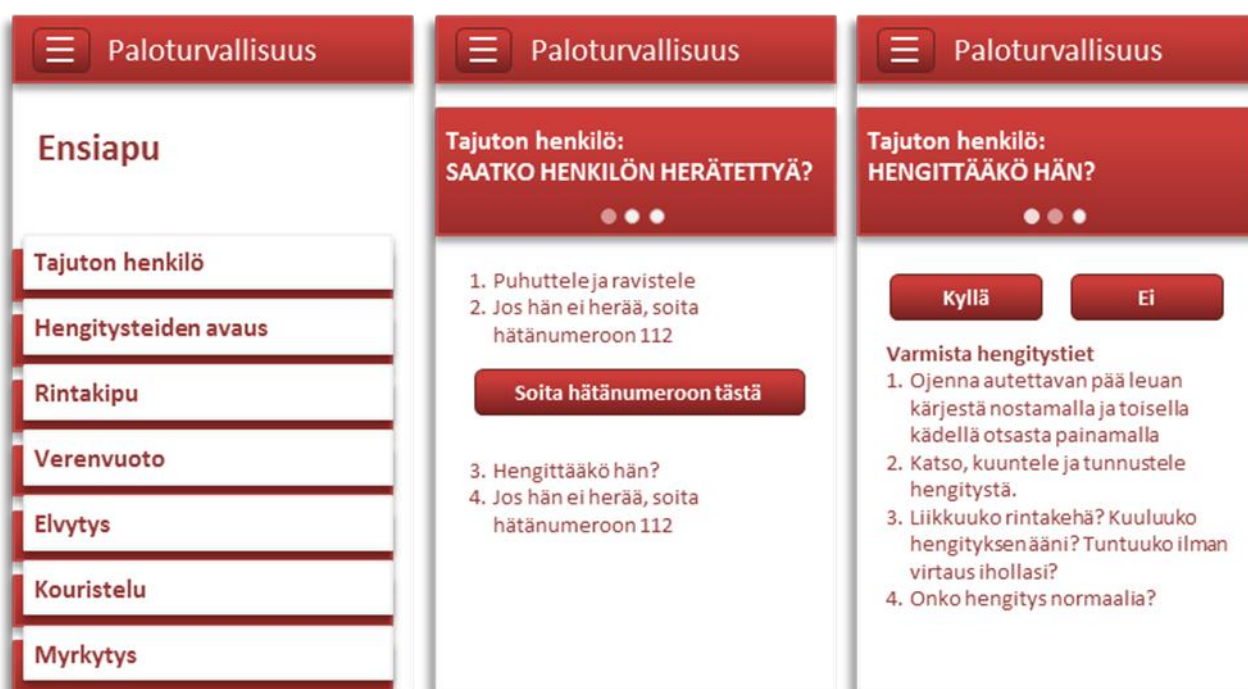 Paloturvallisuus
Ensiapu
Tajuton henkilö
Hengitysteiden avaus
Rintakipu
Verenvuoto
Elvytys
Kouristelu
Myrkytys
Paloturvallisuus
Tajuton henkilö:
SAATKO HENKILÖN HERÄTETTYÄ?
1. Puhuttele ja ravistele
2. Jos hän ei herää, soita
hätänumeroon 112
Soita hätänumeroon tästä
3. Hengittääkö hän?
4. Jos hän ei herää, soita
hätänumeroon 112
Paloturvallisuus
Tajuton henkilö:
HENGITTÄÄKÖ HÄN?
Kyllä
Ei
Varmista hengitystiet
1. Ojenna autettavan pää leuan
kärjestä nostamalla ja toisella
kädellä otsasta painamalla
2. Katso, kuuntele ja tunnustele
hengitystä.
3. Liikkuuko rintakehä? Kuuluuko
hengityksen ääni? Tuntuuko ilman
virtaus ihollasi?
4. Onko hengitys normaalia?